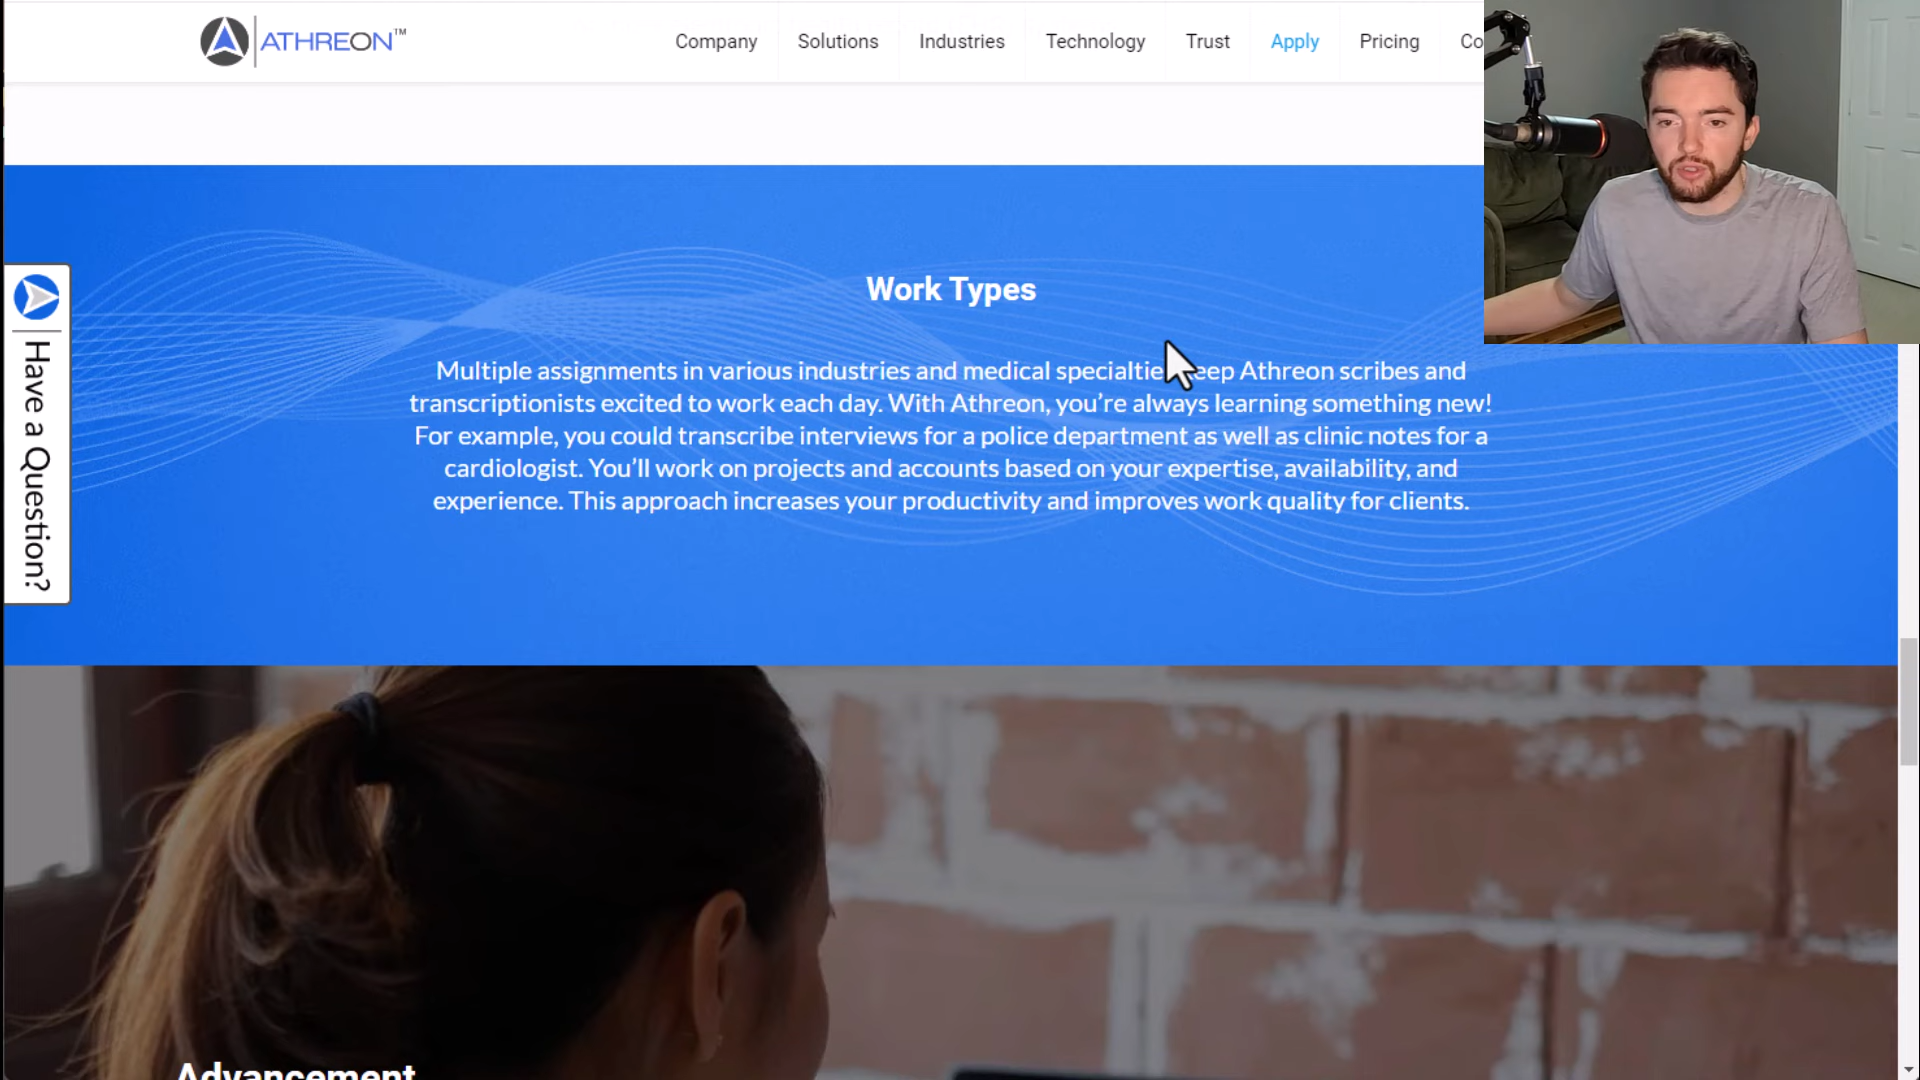 ATHREON™
Company Solutions Industries Technology Trust Apply Pricing Co
Have a Question?
Work Types
Multiple assignments in various industries and medical specialtie eep Athreon scribes and
transcriptionists excited to work each day. With Athreon, you're always learning something new!
For example, you could transcribe interviews for a police department as well as clinic notes for a
cardiologist. You'll work on projects and accounts based on your expertise, availability, and
experience. This approach increases your productivity and improves work quality for clients.
Advancement